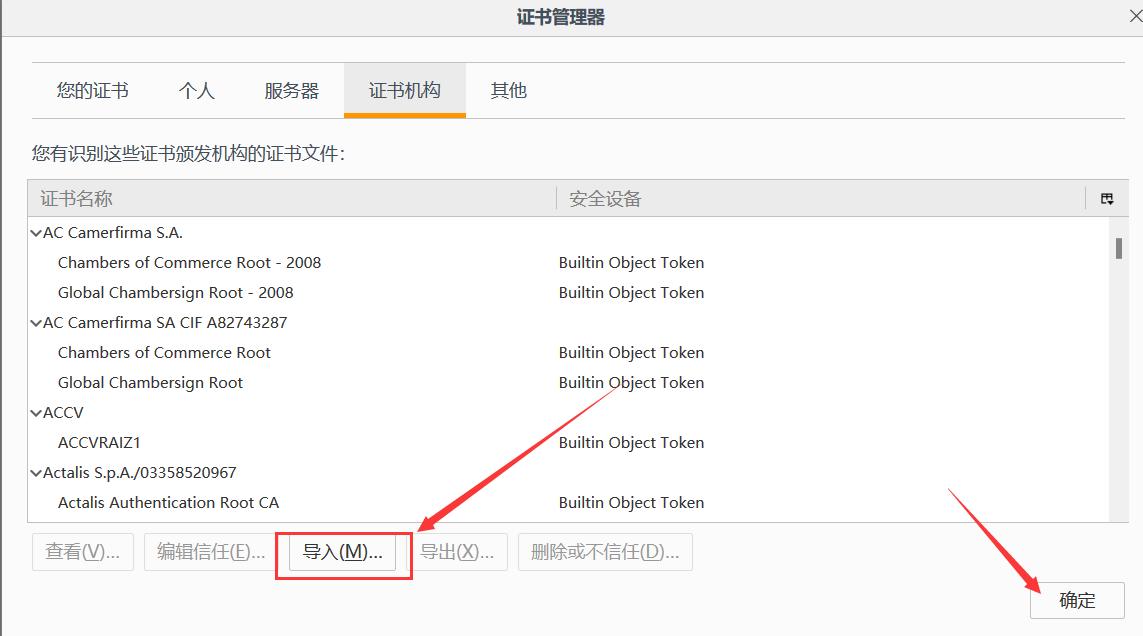 证书管理器
您的证书 个人 服务器 证书机构 其他
您有识别这些证书颁发机构的证书文件:
证书名称 安全设备
AC Camerfirma S.A.
Chambers of Commerce Root - 2008 Builtin Object Token
Global Chambersign Root - 2008 Builtin Object Token
AC Camerfirma SA CIF A82743287
Chambers of Commerce Root Builtin Object Token
Global Chambersign Root Builtin Object Token
ACCV
ACCVRAIZ1 Builtin Object Token
Actalis S.p.A./03358520967
Actalis Authentication Root CA Builtin Object Token
查看(V)... 编辑信任(E)... 导入(M)... 导出(X)... 删除或不信任(D)...
确定